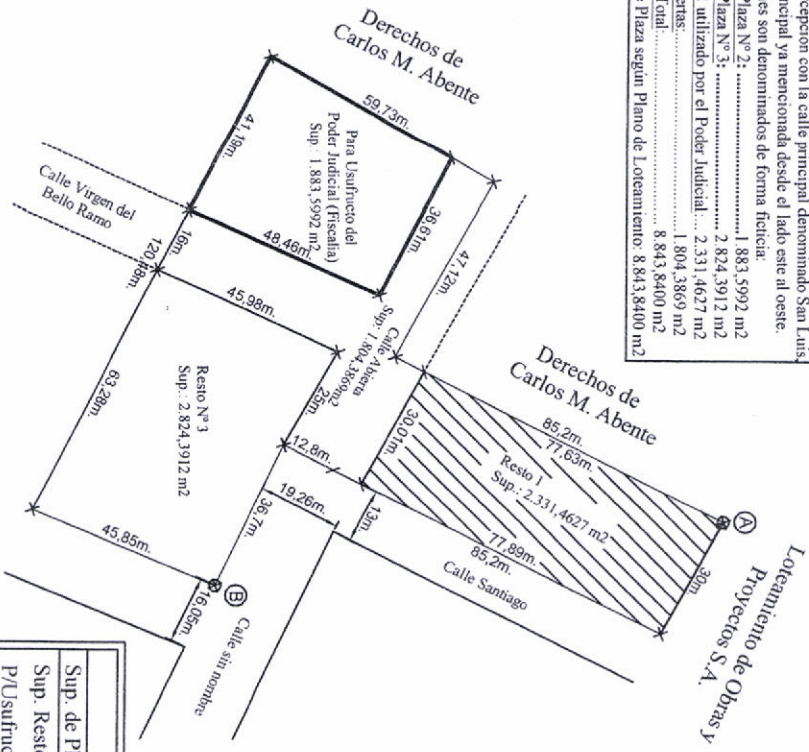 rcepción con la calle principal denominado San Luis,
ncipal ya mencionada desde el lado este al oeste.
es son denominados de forma ficticia:
Plaza Nº 2: 1.883,5992 m2
Plaza Nº 3: 2.824,3912 m2
utilizado por el Poder Judicial... 2.331,4627 m2
ertas: 1.804,3869 m2
Total: 8.843,8400 m2
Plaza según Plano de Loteamiento: 8.843,8400 m2
Derechos de
Carlos M. Abente
59,73m.
Para Usufructo del
Poder Judicial (Fiscalía)
Sup.: 1.883,5992 m2
41,19m.
36,61m.
48,46m.
47,12m.
Calle Virgen del
Bello Ramo
16m.
120,48m.
45,98m.
Calle Abierta
Sup: 1.804,3869m2
25m.
Resto Nº 3
Sup.: 2.824,3912 m2
63,28m.
45,85m.
12,8m.
19,26m.
36,7m.
13m.
B
16,05m.
Calle sin nombre
Derechos de
Carlos M. Abente
85,2m.
77,63m.
30,01m.
Resto 1
Sup.: 2.331,4627 m2
77,89m.
85,2m.
Calle Santiago
A
30m.
Loteamiento de Obras y
Proyectos S.A.
Sup. de Pl
Sup. Resto
P/Usufruc